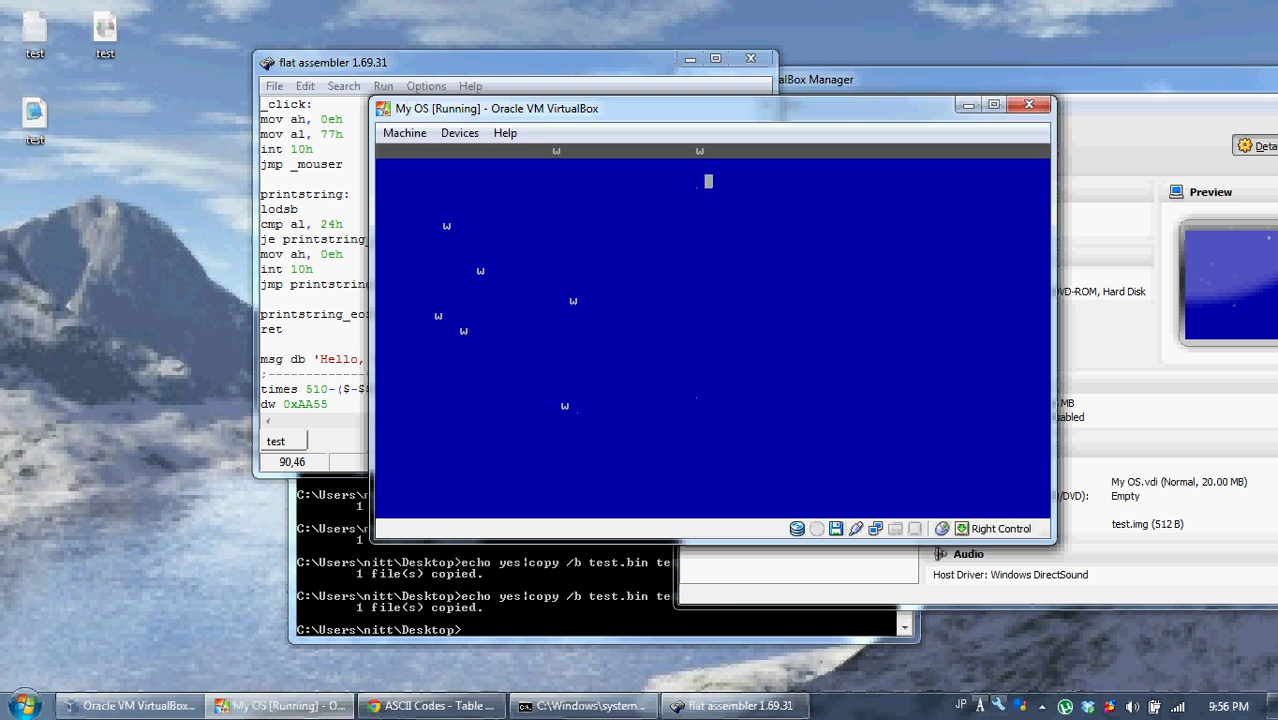 test
test
test
flat assembler 1.69.31
File Edit Search Run Options Help
_click:
mov ah, 0eh
mov al, 77h
int 10h
jmp _mouser
printstring:
lodsb
cmp al, 24h
je printstring_
mov ah, 0eh
int 10h
jmp printstring
printstring_eo
ret
msg db 'Hello,
times 510-($-$
dw 0xAA55
test
90,46
My OS [Running] - Oracle VM VirtualBox
Machine Devices Help
w w
w
w
w
w
w
w
Right Control
alBox Manager
Deta
Preview
VD-ROM, Hard Disk
MB
abled
My OS.vdi (Normal, 20.00 MB)
/DVD): Empty
test.img (512 B)
Audio
Host Driver: Windows DirectSound
C:\Users\n
1
C:\Users\n
1
C:\Users\nitt\Desktop>echo yes|copy /b test.bin te
1 file(s) copied.
C:\Users\nitt\Desktop>echo yes|copy /b test.bin te
1 file(s) copied.
C:\Users\nitt\Desktop>
Oracle VM VirtualBox... My OS [Running] - O... ASCII Codes - Table ... C:\Windows\system... flat assembler 1.69.31 JP A 9:56 PM